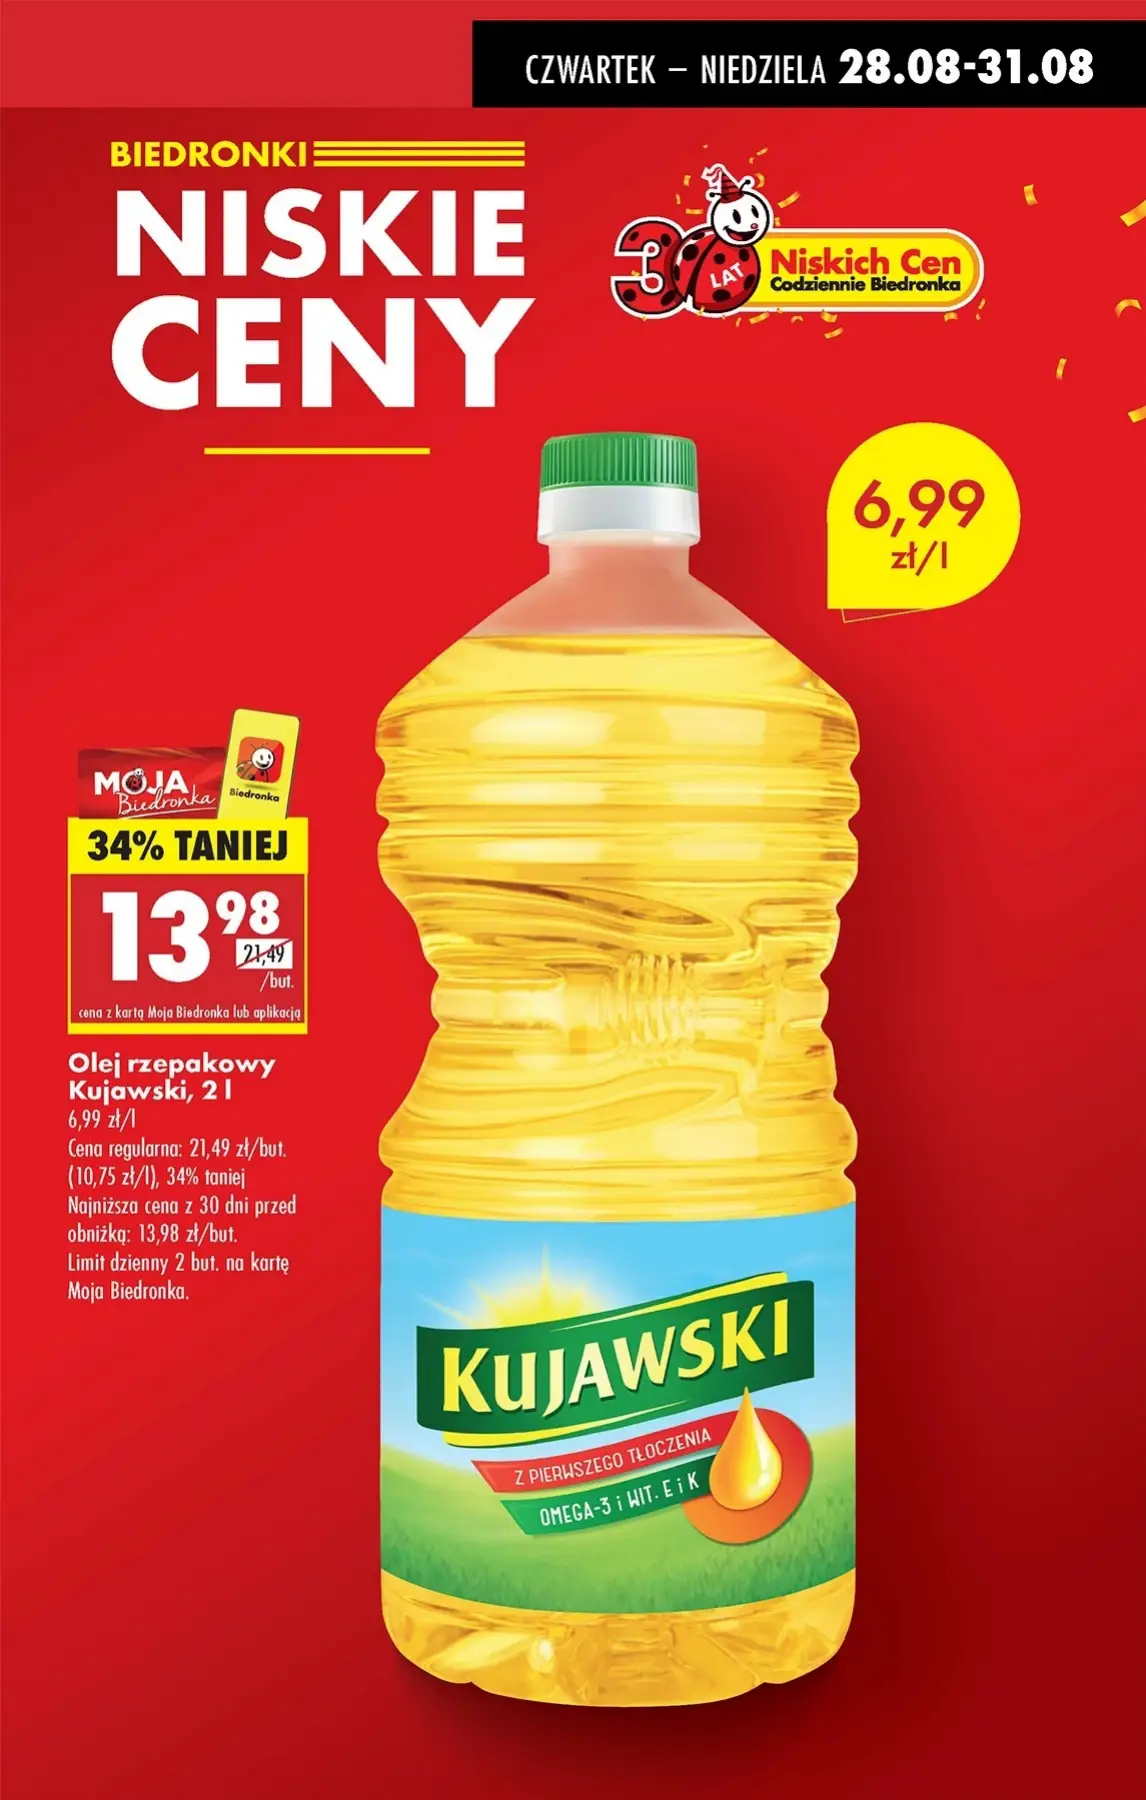 CZWARTEK – NIEDZIELA 28.08-31.08
BIEDRONKI
NISKIE
CENY
30 LAT
Niskich Cen
Codziennie Biedronka
6,99
zł/l
MOJA
Biedronka
Biedronka
34% TANIEJ
13 98
21,49
/but.
cena z kartą Moja Biedronka lub aplikacją
Olej rzepakowy
Kujawski, 2 l
6,99 zł/l
Cena regularna: 21,49 zł/but.
(10,75 zł/l), 34% taniej
Najniższa cena z 30 dni przed
obniżką: 13,98 zł/but.
Limit dzienny 2 but. na kartę
Moja Biedronka.
KUJAWSKI
Z PIERWSZEGO TŁOCZENIA
OMEGA-3 i WIT. E i K